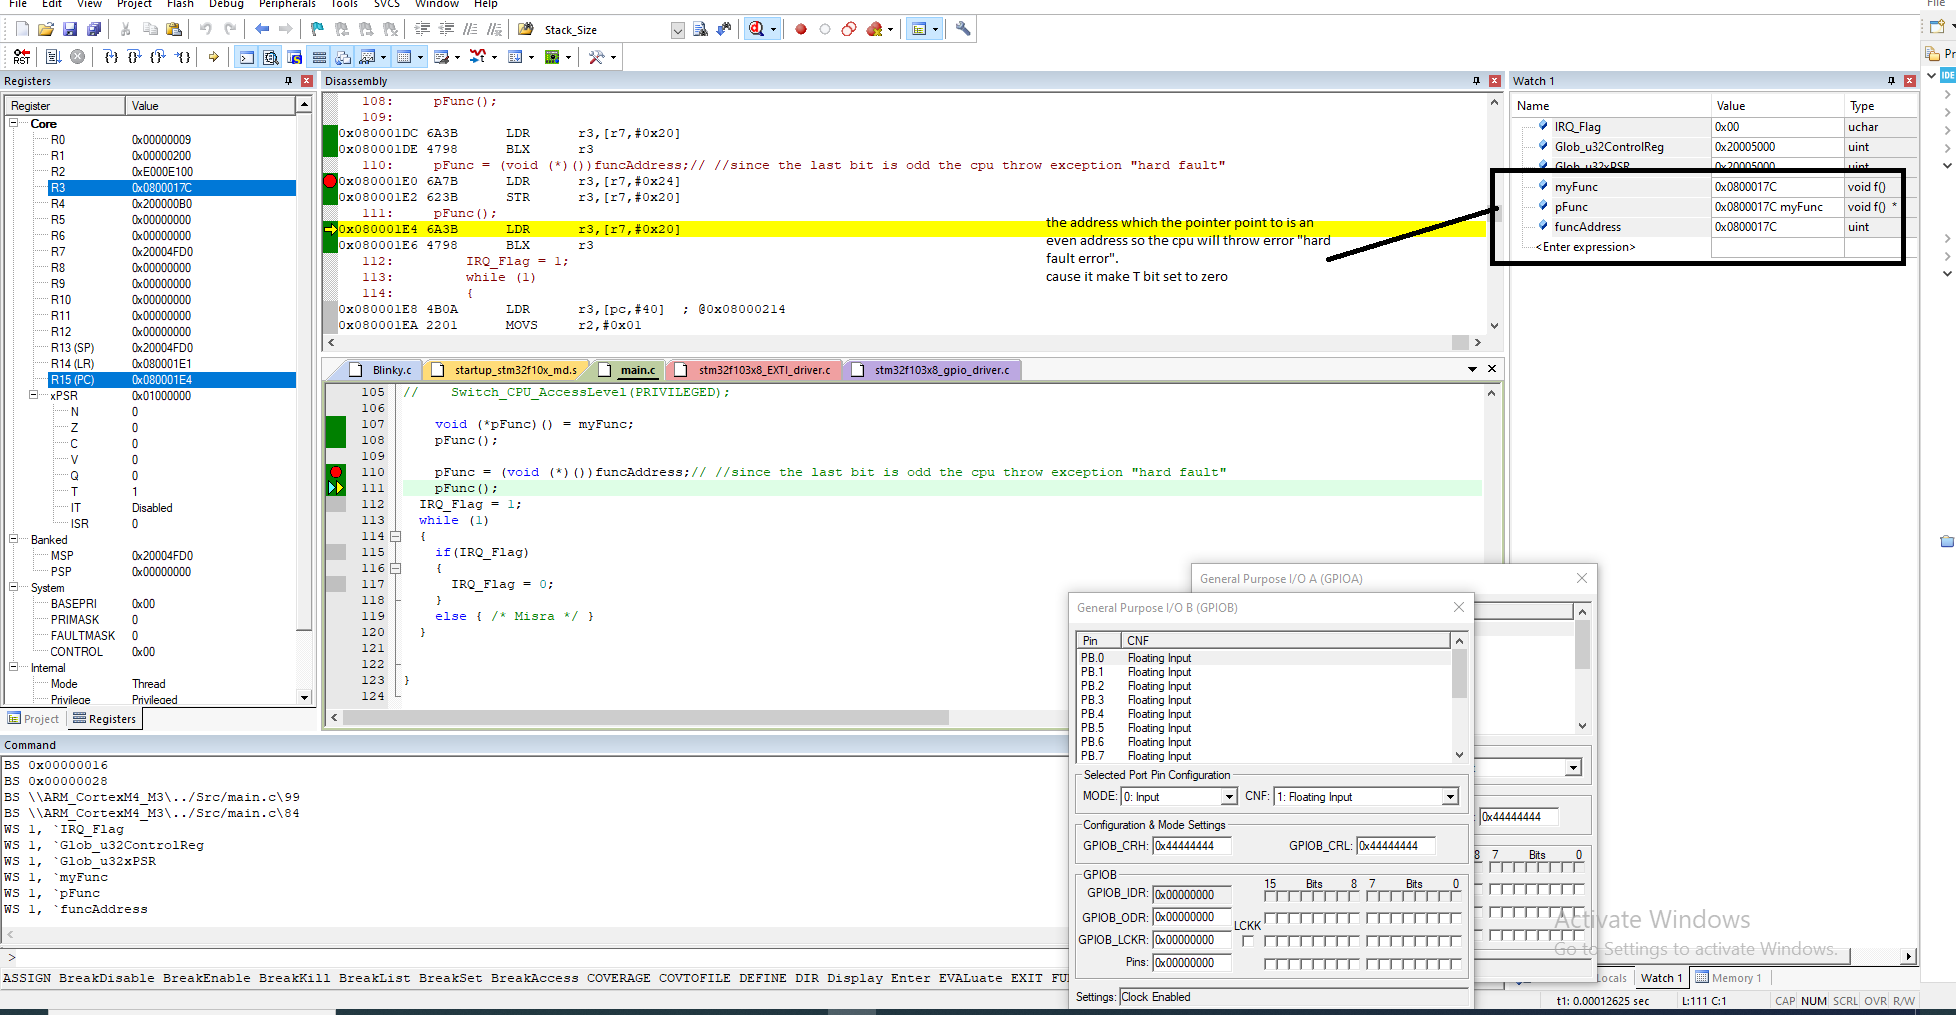 File Edit View Project Flash Debug Peripherals Tools SVCS Window Help
File
Stack_Size
RST
Registers
Register Value
Core
R0 0x00000009
R1 0x00000200
R2 0xE000E100
R3 0x0800017C
R4 0x200000B0
R5 0x00000000
R6 0x00000000
R7 0x20004FD0
R8 0x00000000
R9 0x00000000
R10 0x00000000
R11 0x00000000
R12 0x00000000
R13 (SP) 0x20004FD0
R14 (LR) 0x080001E1
R15 (PC) 0x080001E4
xPSR 0x01000000
N 0
Z 0
C 0
V 0
Q 0
T 1
IT Disabled
ISR 0
Banked
MSP 0x20004FD0
PSP 0x00000000
System
BASEPRI 0x00
PRIMASK 0
FAULTMASK 0
CONTROL 0x00
Internal
Mode Thread
Privilege Privileged
Project Registers
Disassembly
108: pFunc();
109:
0x080001DC 6A3B LDR r3,[r7,#0x20]
0x080001DE 4798 BLX r3
110: pFunc = (void (*)())funcAddress;// //since the last bit is odd the cpu throw exception "hard fault"
0x080001E0 6A7B LDR r3,[r7,#0x24]
0x080001E2 623B STR r3,[r7,#0x20]
111: pFunc();
0x080001E4 6A3B LDR r3,[r7,#0x20]
0x080001E6 4798 BLX r3
112: IRQ_Flag = 1;
113: while (1)
114: {
0x080001E8 4B0A LDR r3,[pc,#40] ; @0x08000214
0x080001EA 2201 MOVS r2,#0x01
the address which the pointer point to is an
even address so the cpu will throw error "hard
fault error".
cause it make T bit set to zero
Watch 1
Name Value Type
IRQ_Flag 0x00 uchar
Glob_u32ControlReg 0x20005000 uint
Glob_u32xPSR 0x20005000 uint
myFunc 0x0800017C void f()
pFunc 0x0800017C myFunc void f() *
funcAddress 0x0800017C uint
<Enter expression>
Pr
IDE
Blinky.c startup_stm32f10x_md.s main.c stm32f103x8_EXTI_driver.c stm32f103x8_gpio_driver.c
105 // Switch_CPU_AccessLevel(PRIVILEGED);
106
107 void (*pFunc)() = myFunc;
108 pFunc();
109
110 pFunc = (void (*)())funcAddress;// //since the last bit is odd the cpu throw exception "hard fault"
111 pFunc();
112 IRQ_Flag = 1;
113 while (1)
114 {
115 if(IRQ_Flag)
116 {
117 IRQ_Flag = 0;
118 }
119 else { /* Misra */ }
120 }
121
122
123 }
124
General Purpose I/O A (GPIOA)
0x44444444
8 7 Bits 0
General Purpose I/O B (GPIOB)
Pin CNF
PB.0 Floating Input
PB.1 Floating Input
PB.2 Floating Input
PB.3 Floating Input
PB.4 Floating Input
PB.5 Floating Input
PB.6 Floating Input
PB.7 Floating Input
Selected Port Pin Configuration
MODE: 0: Input CNF: 1: Floating Input
Configuration & Mode Settings
GPIOB_CRH: 0x44444444 GPIOB_CRL: 0x44444444
GPIOB
15 Bits 8 7 Bits 0
GPIOB_IDR: 0x00000000
GPIOB_ODR: 0x00000000
LCKK
GPIOB_LCKR: 0x00000000
Pins: 0x00000000
Settings: Clock Enabled
Command
BS 0x00000016
BS 0x00000028
BS \\ARM_CortexM4_M3\../Src/main.c\99
BS \\ARM_CortexM4_M3\../Src/main.c\84
WS 1, `IRQ_Flag
WS 1, `Glob_u32ControlReg
WS 1, `Glob_u32xPSR
WS 1, `myFunc
WS 1, `pFunc
WS 1, `funcAddress
>
ASSIGN BreakDisable BreakEnable BreakKill BreakList BreakSet BreakAccess COVERAGE COVTOFILE DEFINE DIR Display Enter EVALuate EXIT FU
Activate Windows
Go to Settings to activate Windows.
Locals Watch 1 Memory 1
t1: 0.00012625 sec L:111 C:1 CAP NUM SCRL OVR R/W